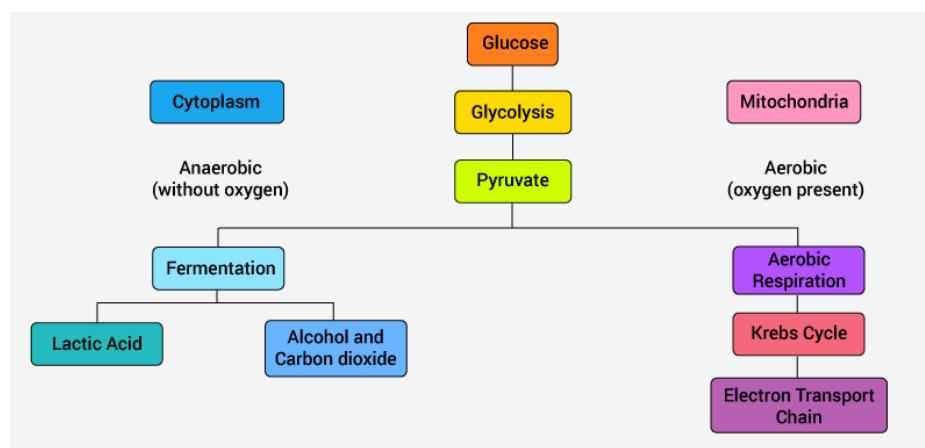 Glucose
Cytoplasm
Glycolysis
Mitochondria
Anaerobic
(without oxygen)
Pyruvate
Aerobic
(oxygen present)
Fermentation
Aerobic
Respiration
Lactic Acid
Alcohol and
Carbon dioxide
Krebs Cycle
Electron Transport
Chain